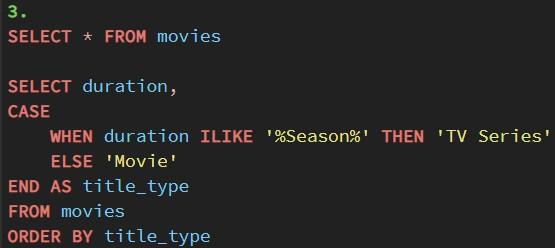 3.
SELECT * FROM movies
SELECT duration,
CASE
WHEN duration ILIKE '%Season%' THEN 'TV Series'
ELSE 'Movie'
END AS title_type
FROM movies
ORDER BY title_type